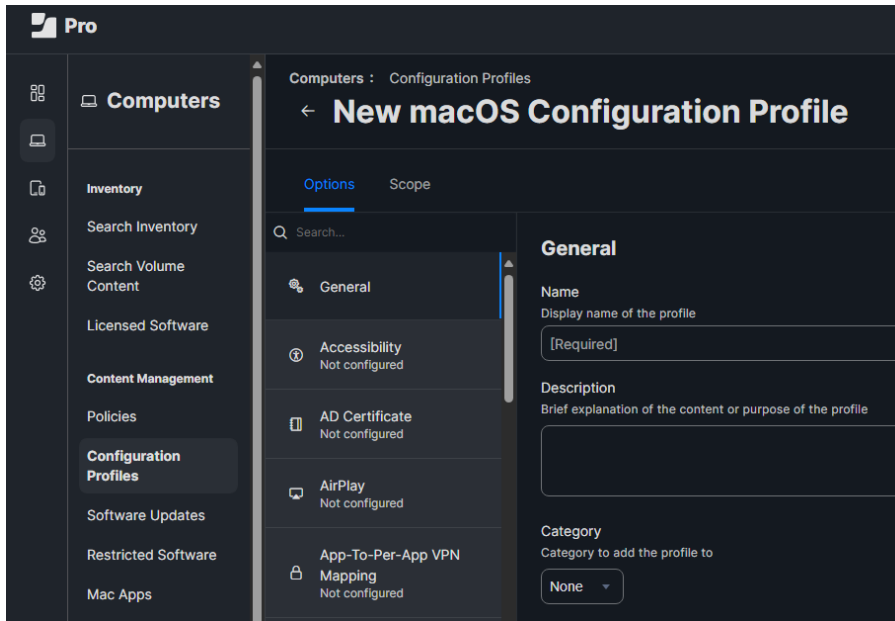 Pro
Computers
Inventory
Search Inventory
Search Volume
Content
Licensed Software
Content Management
Policies
Configuration
Profiles
Software Updates
Restricted Software
Mac Apps
Computers : Configuration Profiles
← New macOS Configuration Profile
Options Scope
Search...
General
Accessibility
Not configured
AD Certificate
Not configured
AirPlay
Not configured
App-To-Per-App VPN
Mapping
Not configured
General
Name
Display name of the profile
[Required]
Description
Brief explanation of the content or purpose of the profile
Category
Category to add the profile to
None